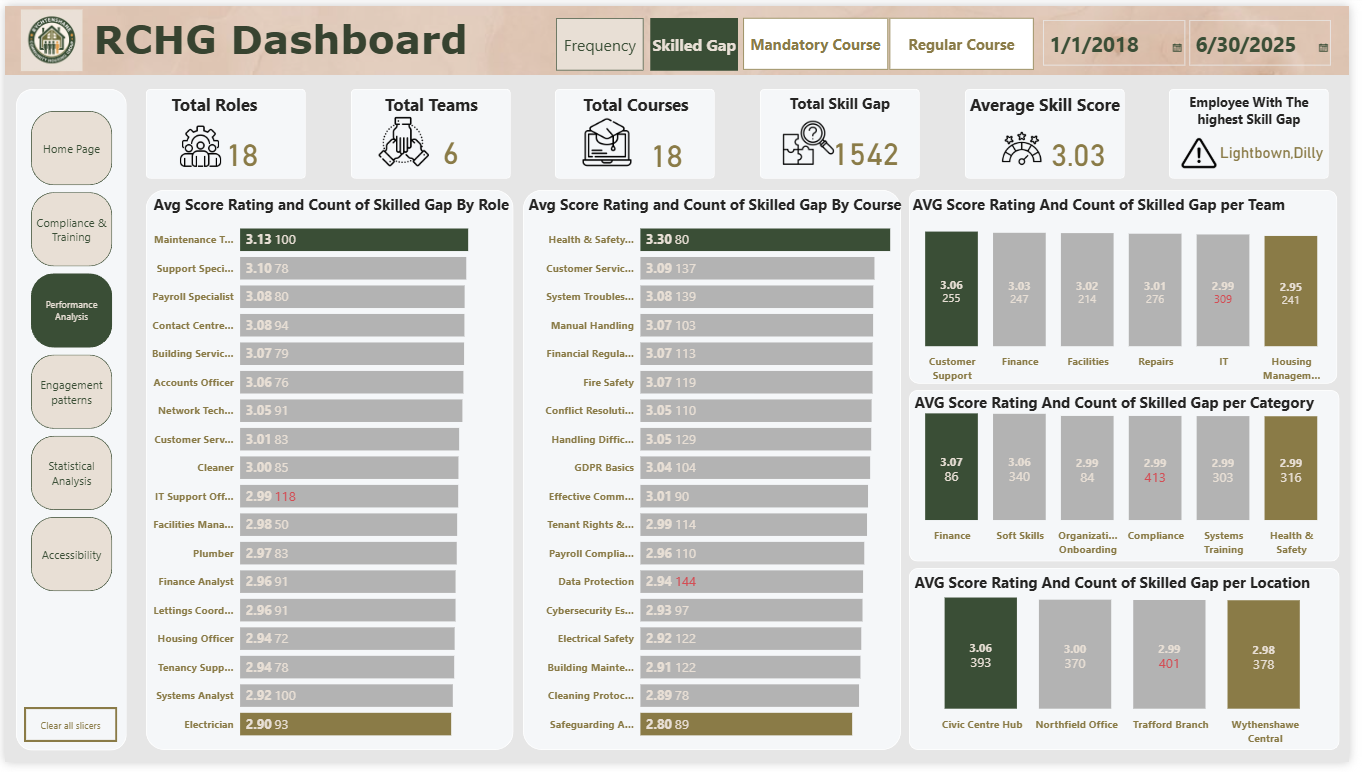 RCHG Dashboard
Frequency
Skilled Gap
Mandatory Course
Regular Course
1/1/2018
6/30/2025
Home Page
Compliance &
Training
Performance
Analysis
Engagement
patterns
Statistical
Analysis
Accessibility
Clear all slicers
Total Roles
18
Total Teams
6
Total Courses
18
Total Skill Gap
1542
Average Skill Score
3.03
Employee With The
highest Skill Gap
Lightbown,Dilly
Avg Score Rating and Count of Skilled Gap By Role
Maintenance T... 3.13 100
Support Speci... 3.10 78
Payroll Specialist 3.08 80
Contact Centre... 3.08 94
Building Servic... 3.07 79
Accounts Officer 3.06 76
Network Tech... 3.05 91
Customer Serv... 3.01 83
Cleaner 3.00 85
IT Support Off... 2.99 118
Facilities Mana... 2.98 50
Plumber 2.97 83
Finance Analyst 2.96 91
Lettings Coord... 2.96 91
Housing Officer 2.94 72
Tenancy Supp... 2.94 78
Systems Analyst 2.92 100
Electrician 2.90 93
Avg Score Rating and Count of Skilled Gap By Course
Health & Safety... 3.30 80
Customer Servic... 3.09 137
System Troubles... 3.08 139
Manual Handling 3.07 103
Financial Regula... 3.07 113
Fire Safety 3.07 119
Conflict Resoluti... 3.05 110
Handling Diffic... 3.05 129
GDPR Basics 3.04 104
Effective Comm... 3.01 90
Tenant Rights &... 2.99 114
Payroll Complia... 2.96 110
Data Protection 2.94 144
Cybersecurity Es... 2.93 97
Electrical Safety 2.92 122
Building Mainte... 2.91 122
Cleaning Protoc... 2.89 78
Safeguarding A... 2.80 89
AVG Score Rating And Count of Skilled Gap per Team
3.06 3.03 3.02 3.01 2.99 2.95
255 247 214 276 309 241
Customer Finance Facilities Repairs IT Housing
Support Managem...
AVG Score Rating And Count of Skilled Gap per Category
3.07 3.06 2.99 2.99 2.99 2.99
86 340 84 413 303 316
Finance Soft Skills Organizati... Compliance Systems Health &
Onboarding Training Safety
AVG Score Rating And Count of Skilled Gap per Location
3.06 3.00 2.99 2.98
393 370 401 378
Civic Centre Hub Northfield Office Trafford Branch Wythenshawe
Central